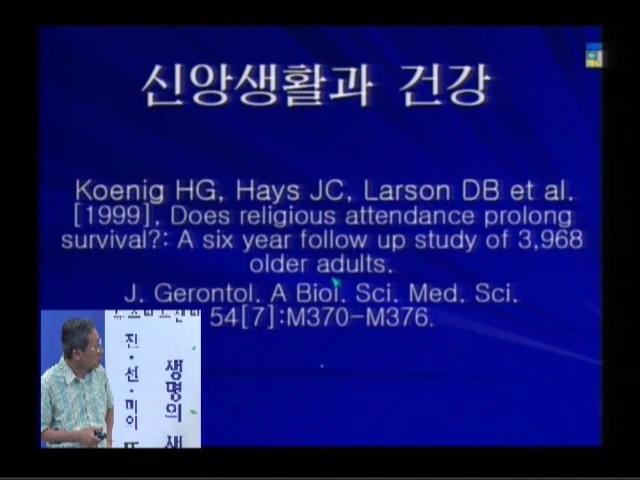 신앙생활과 건강
Koenig HG, Hays JC, Larson DB et al.
[1999], Does religious attendance prolong
survival?: A six year follow up study of 3,968
older adults.
J. Gerontol. A Biol. Sci. Med. Sci.
54[7]:M370-M376.
진·선·미의
생명의